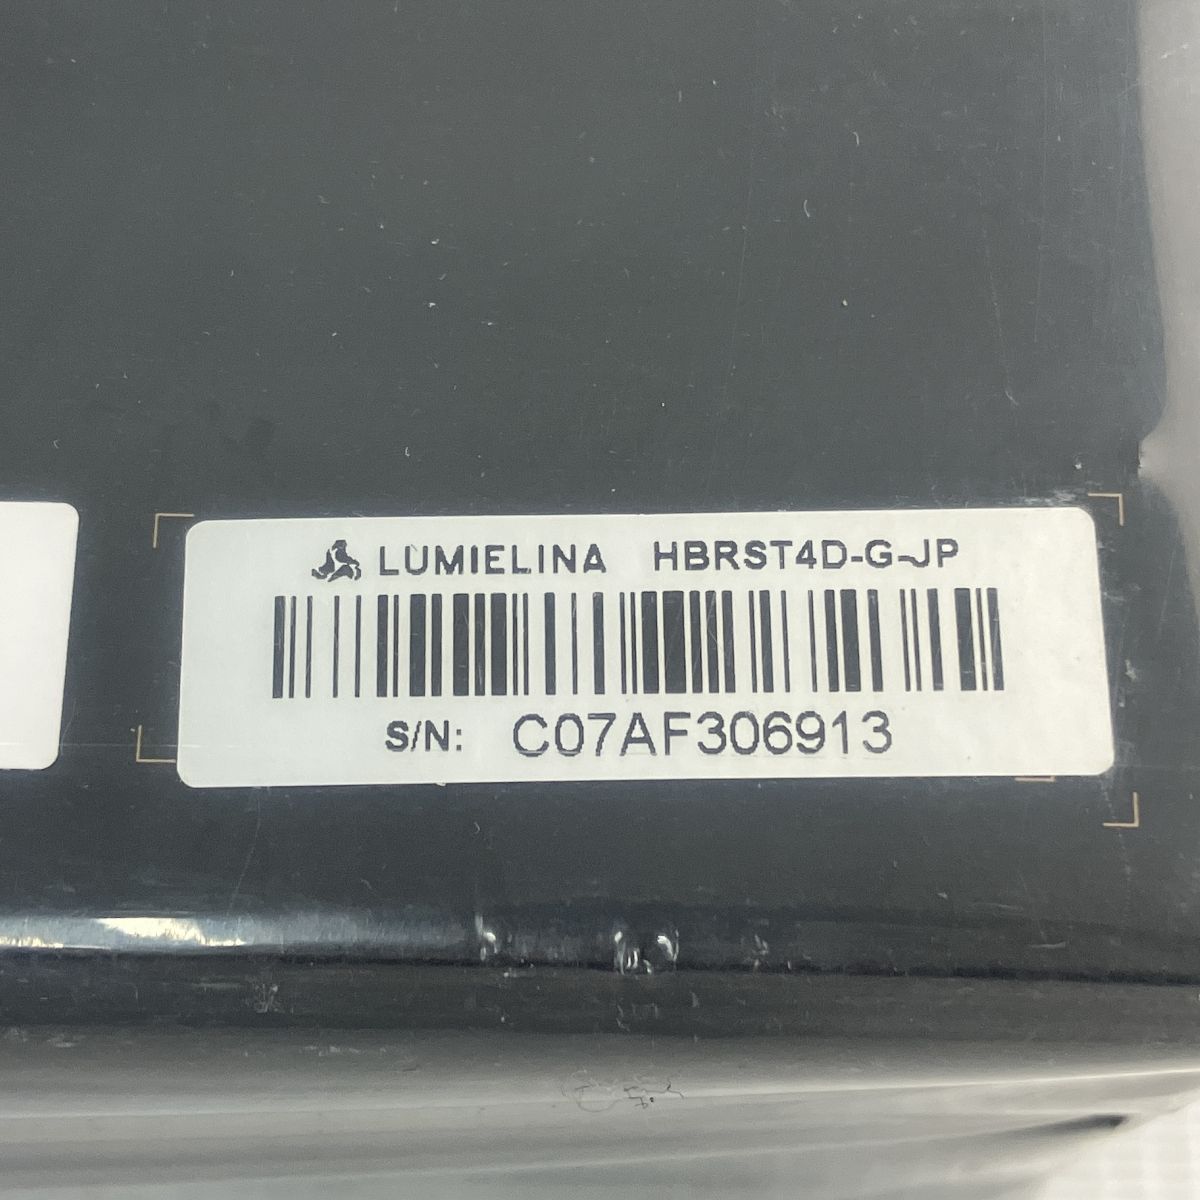 LUMIELINA HBRST4D-G-JP
S/N: C07AF306913